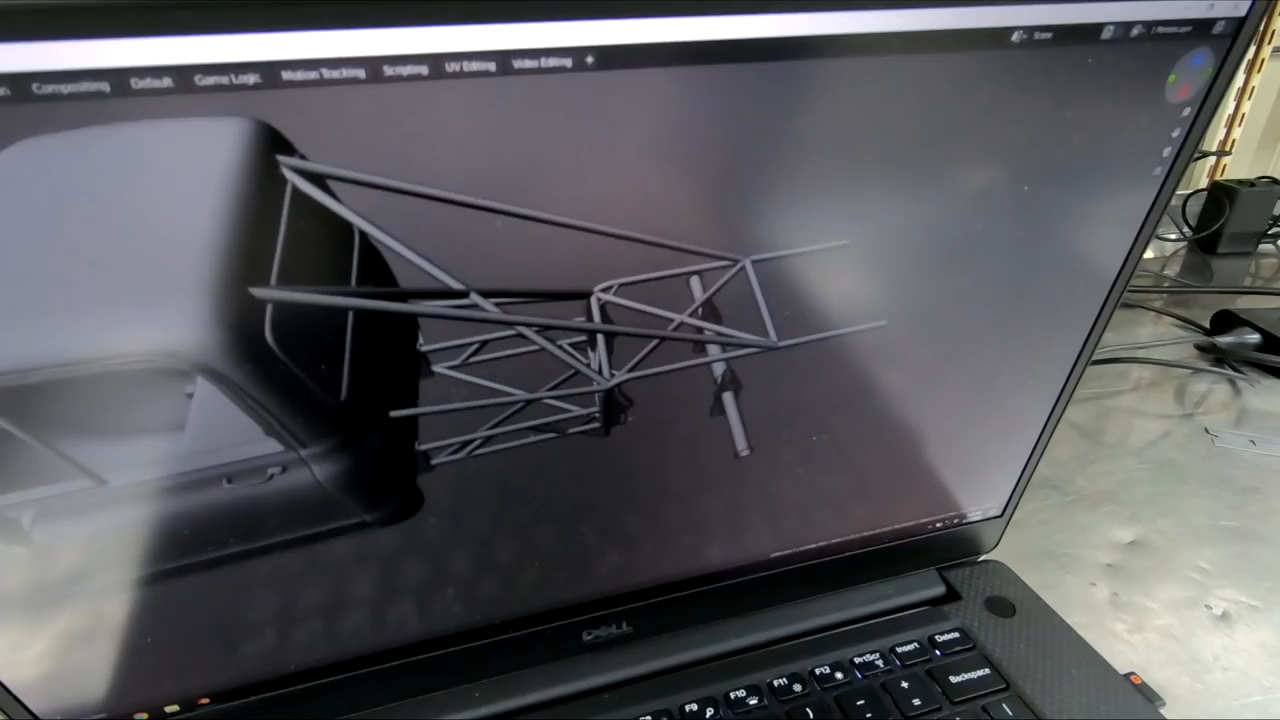 Compositing Default Game Logic Motion Tracking Scripting UV Editing Video Editing +
Scene
DELL
F9 F10 F11 F12 PrtScr Insert Delete
- + = Backspace